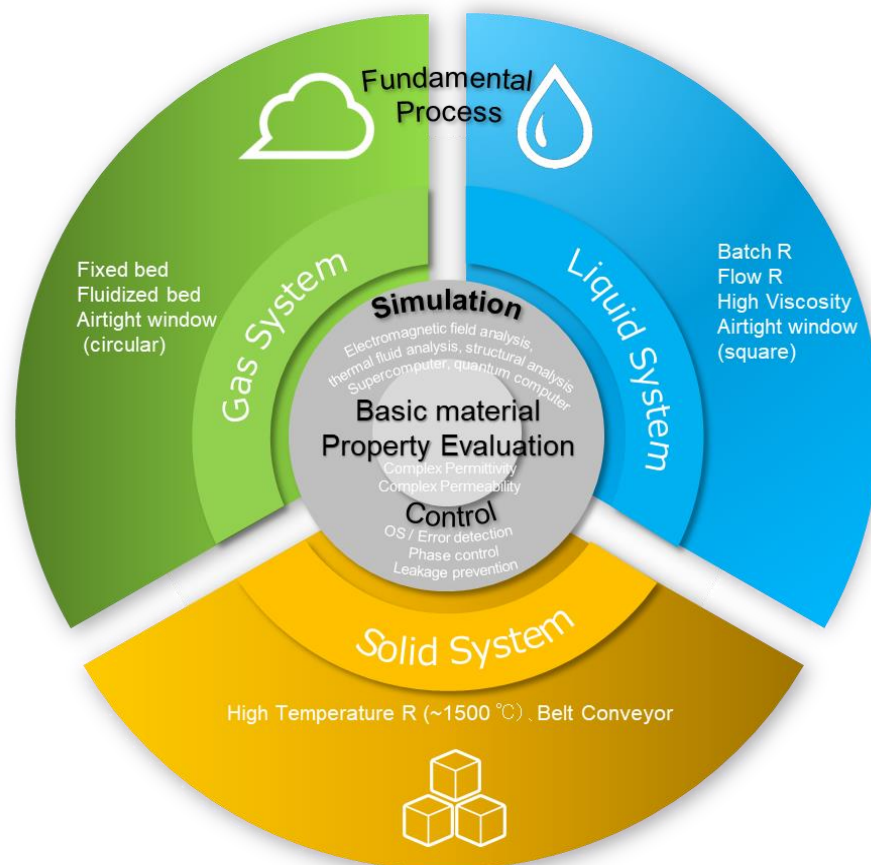 Fundamental
Process
Gas System
Fixed bed
Fluidized bed
Airtight window
(circular)
Liquid System
Batch R
Flow R
High Viscosity
Airtight window
(square)
Simulation
Electromagnetic field analysis,
thermal fluid analysis, structural analysis
Supercomputer, quantum computer
Basic material
Property Evaluation
Complex Permittivity
Complex Permeability
Control
OS / Error detection
Phase control
Leakage prevention
Solid System
High Temperature R (~1500 ℃)、Belt Conveyor